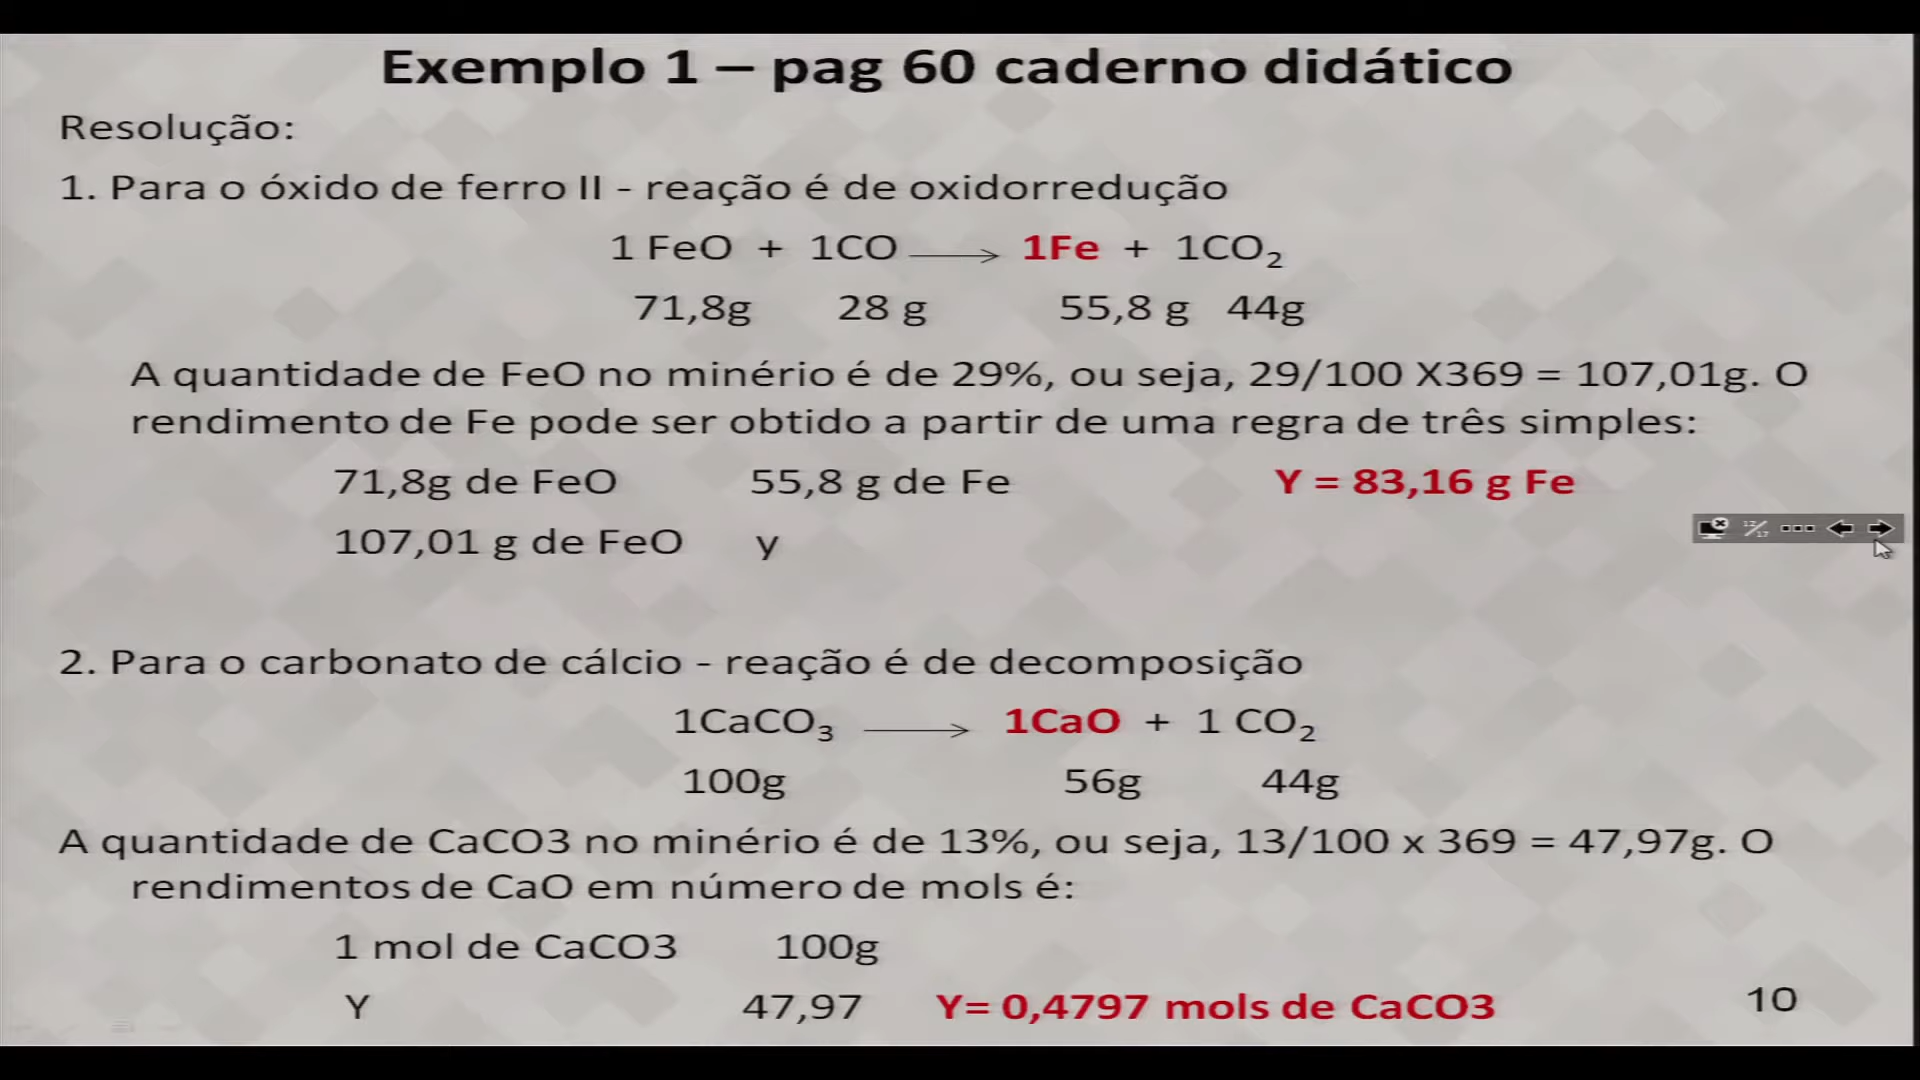 Exemplo 1 – pag 60 caderno didático
Resolução:
1. Para o óxido de ferro II - reação é de oxidorredução
1 FeO + 1CO → 1Fe + 1CO₂
71,8g 28 g 55,8 g 44g
A quantidade de FeO no minério é de 29%, ou seja, 29/100 X369 = 107,01g. O
rendimento de Fe pode ser obtido a partir de uma regra de três simples:
71,8g de FeO 55,8 g de Fe Y = 83,16 g Fe
107,01 g de FeO y
12/17
2. Para o carbonato de cálcio - reação é de decomposição
1CaCO₃ → 1CaO + 1 CO₂
100g 56g 44g
A quantidade de CaCO3 no minério é de 13%, ou seja, 13/100 x 369 = 47,97g. O
rendimentos de CaO em número de mols é:
1 mol de CaCO3 100g
Y 47,97 Y= 0,4797 mols de CaCO3
10